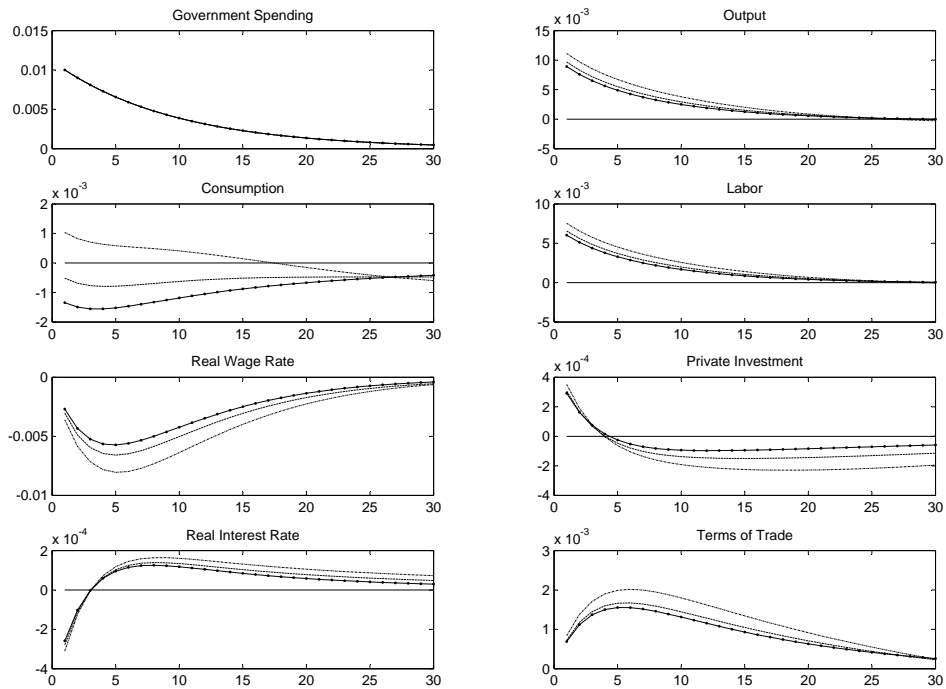 Government Spending
0.015
0.01
0.005
0
0 5 10 15 20 25 30
Output
x 10-3
15
10
5
0
-5
0 5 10 15 20 25 30
Consumption
x 10-3
2
1
0
-1
-2
0 5 10 15 20 25 30
Labor
x 10-3
10
5
0
-5
0 5 10 15 20 25 30
Real Wage Rate
0
-0.005
-0.01
0 5 10 15 20 25 30
Private Investment
x 10-4
4
2
0
-2
-4
0 5 10 15 20 25 30
Real Interest Rate
x 10-4
2
0
-2
-4
0 5 10 15 20 25 30
Terms of Trade
x 10-3
3
2
1
0
0 5 10 15 20 25 30